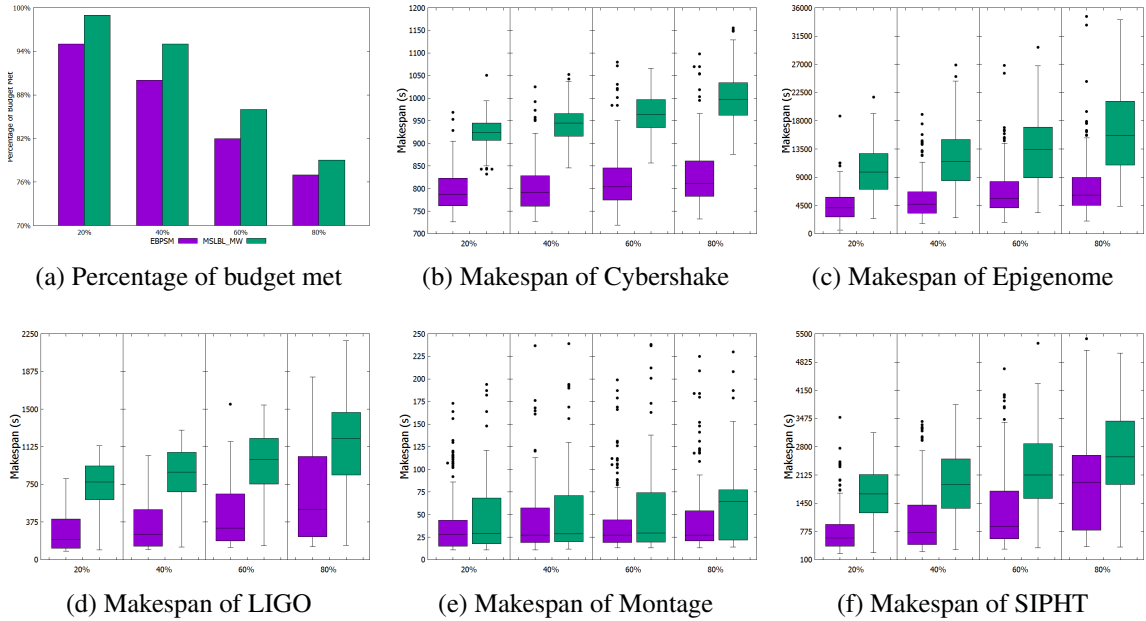 Percentage of Budget Met
100%
94%
88%
82%
76%
70%
20% 40% 60% 80%
EBPSM MSLBL_MW
(a) Percentage of budget met
Makespan (s)
1200
1150
1100
1050
1000
950
900
850
800
750
700
20% 40% 60% 80%
(b) Makespan of Cybershake
Makespan (s)
36000
31500
27000
22500
18000
13500
9000
4500
0
20% 40% 60% 80%
(c) Makespan of Epigenome
Makespan (s)
2250
1875
1500
1125
750
375
0
20% 40% 60% 80%
(d) Makespan of LIGO
Makespan (s)
250
225
200
175
150
125
100
75
50
25
0
20% 40% 60% 80%
(e) Makespan of Montage
Makespan (s)
5500
4825
4150
3475
2800
2125
1450
775
100
20% 40% 60% 80%
(f) Makespan of SIPHT